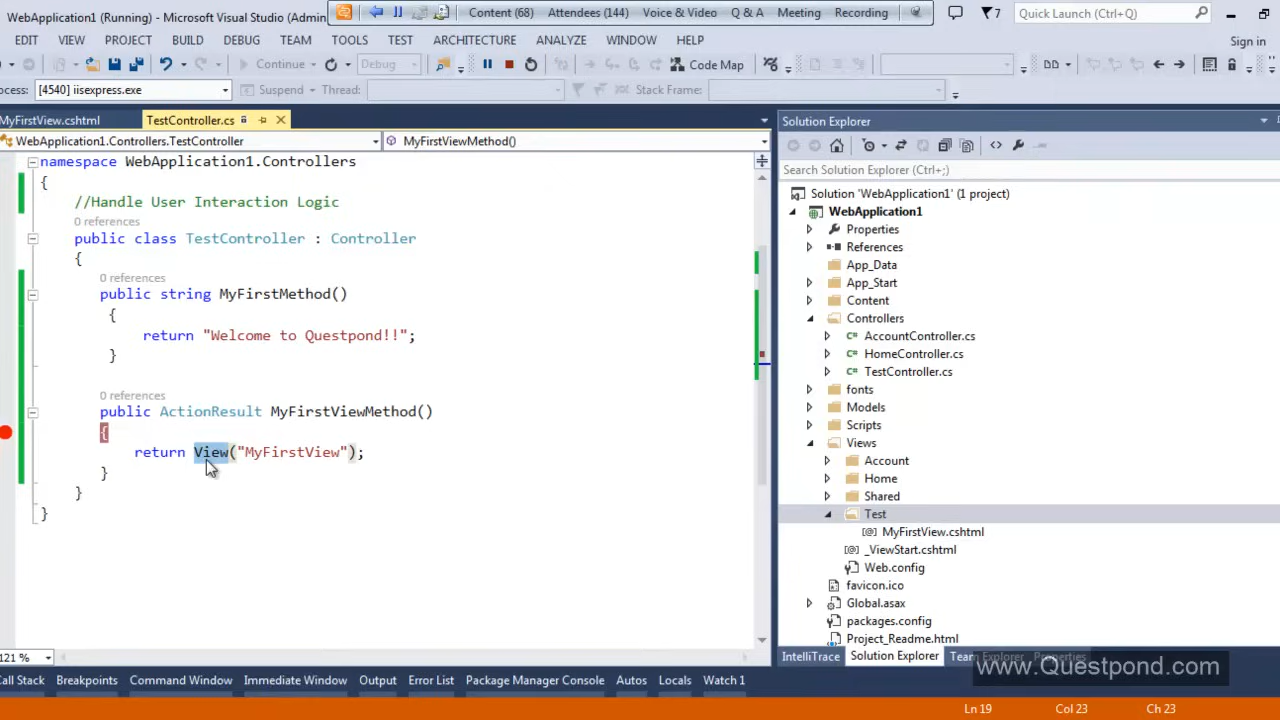 WebApplication1 (Running) - Microsoft Visual Studio (Admin
Content (68) Attendees (144) Voice & Video Q & A Meeting Recording
7 Quick Launch (Ctrl+Q)
EDIT VIEW PROJECT BUILD DEBUG TEAM TOOLS TEST ARCHITECTURE ANALYZE WINDOW HELP
Sign in
Continue Debug Code Map
ocess: [4540] iisexpress.exe Suspend Thread: Stack Frame:
MyFirstView.cshtml TestController.cs
WebApplication1.Controllers.TestController MyFirstViewMethod()
namespace WebApplication1.Controllers
{
//Handle User Interaction Logic
0 references
public class TestController : Controller
{
0 references
public string MyFirstMethod()
{
return "Welcome to Questpond!!";
}
0 references
public ActionResult MyFirstViewMethod()
{
return View("MyFirstView");
}
}
}
121 %
Solution Explorer
Search Solution Explorer (Ctrl+;)
Solution 'WebApplication1' (1 project)
WebApplication1
Properties
References
App_Data
App_Start
Content
Controllers
C# AccountController.cs
C# HomeController.cs
C# TestController.cs
fonts
Models
Scripts
Views
Account
Home
Shared
Test
[@] MyFirstView.cshtml
[@] _ViewStart.cshtml
Web.config
favicon.ico
Global.asax
packages.config
Project_Readme.html
IntelliTrace Solution Explorer Team Explorer Properties
www.Questpond.com
Call Stack Breakpoints Command Window Immediate Window Output Error List Package Manager Console Autos Locals Watch 1
Ln 19 Col 23 Ch 23